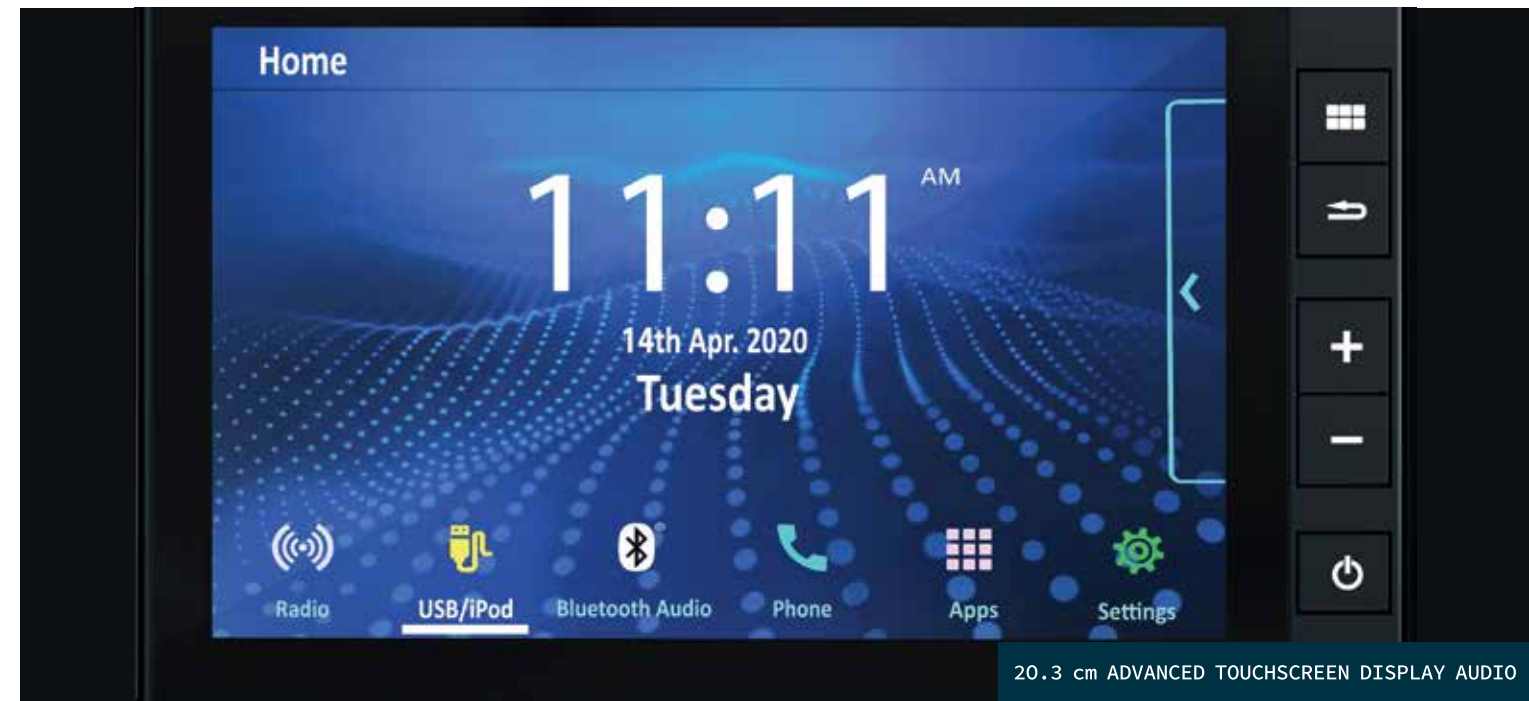 Home
11:11 AM
14th Apr. 2020
Tuesday
Radio USB/iPod Bluetooth Audio Phone Apps Settings
20.3 cm ADVANCED TOUCHSCREEN DISPLAY AUDIO